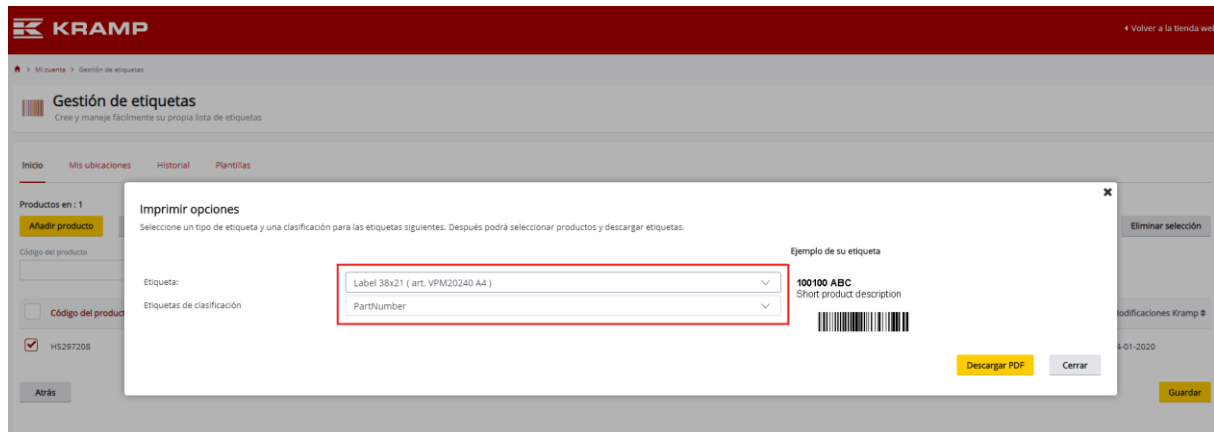 KRAMP
Volver a la tienda web
Mi cuenta > Gestión de etiquetas
Gestión de etiquetas
Cree y maneje fácilmente su propia lista de etiquetas
Inicio Mis ubicaciones Historial Plantillas
Productos en : 1
Añadir producto
Eliminar selección
Código del producto
Imprimir opciones
Seleccione un tipo de etiqueta y una clasificación para las etiquetas siguientes. Después podrá seleccionar productos y descargar etiquetas.
Ejemplo de su etiqueta
Etiqueta: Label 38x21 ( art. VPM20240 A4 )
Etiquetas de clasificación PartNumber
100100 ABC
Short product description
Descargar PDF Cerrar
Código del product
odificaciones Kramp
HS297208
4-01-2020
Atrás
Guardar